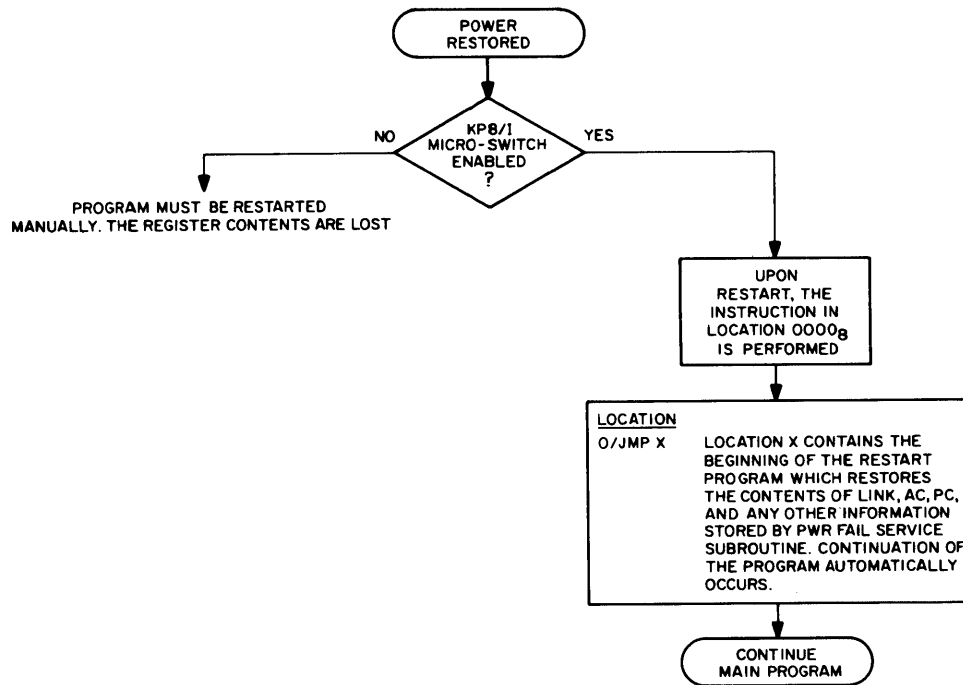 POWER
RESTORED
KP8/I
MICRO-SWITCH
ENABLED
?
NO
YES
PROGRAM MUST BE RESTARTED
MANUALLY. THE REGISTER CONTENTS ARE LOST
UPON
RESTART, THE
INSTRUCTION IN
LOCATION 0000₈
IS PERFORMED
LOCATION
0/JMP X LOCATION X CONTAINS THE
BEGINNING OF THE RESTART
PROGRAM WHICH RESTORES
THE CONTENTS OF LINK, AC, PC,
AND ANY OTHER INFORMATION
STORED BY PWR FAIL SERVICE
SUBROUTINE. CONTINUATION OF
THE PROGRAM AUTOMATICALLY
OCCURS.
CONTINUE
MAIN PROGRAM